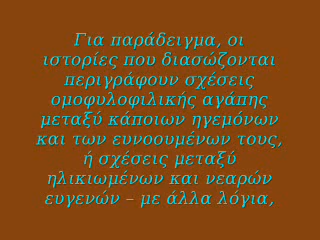 Για παράδειγμα, οι
ιστορίες που διασώζονται
περιγράφουν σχέσεις
ομοφυλοφιλικής αγάπης
μεταξύ κάποιων ηγεμόνων
και των ευνοουμένων τους,
ή σχέσεις μεταξύ
ηλικιωμένων και νεαρών
ευγενών – με άλλα λόγια,